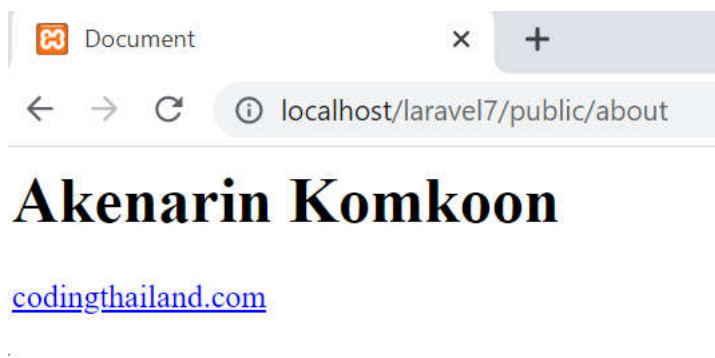 Document
localhost/laravel7/public/about
Akenarin Komkoon
codingthailand.com